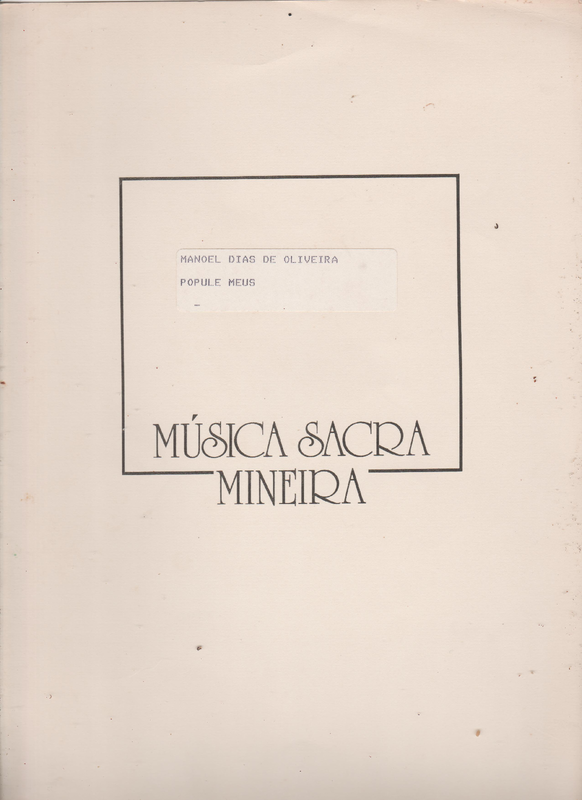 MANOEL DIAS DE OLIVEIRA
POPULE MEUS
MÚSICA SACRA
MINEIRA